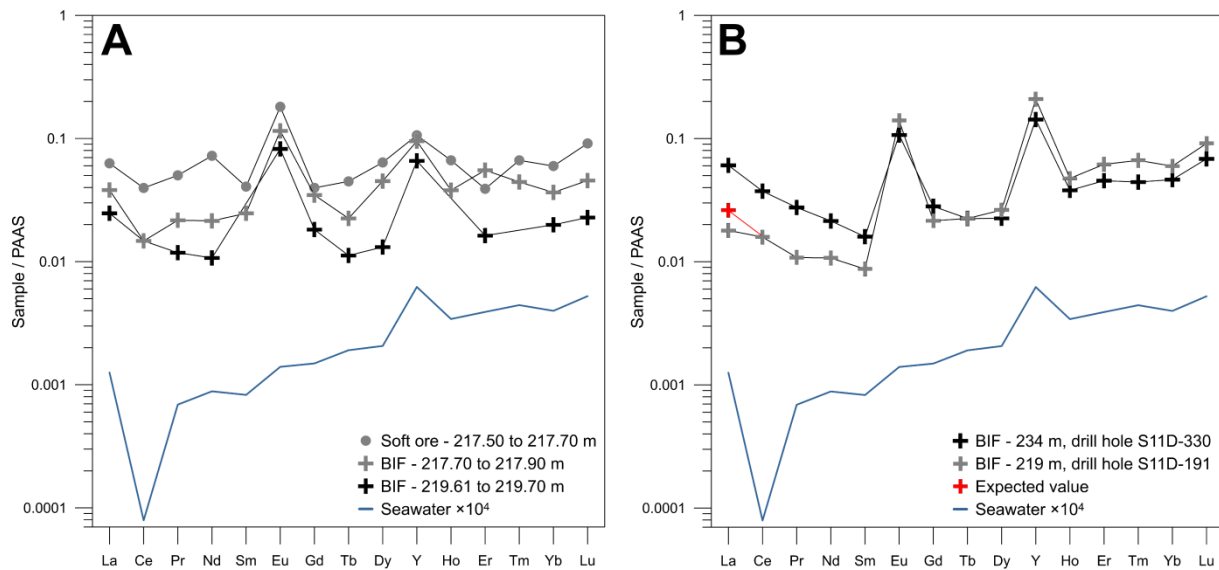 A
Sample / PAAS
1
0.1
0.01
0.001
0.0001
Soft ore - 217.50 to 217.70 m
BIF - 217.70 to 217.90 m
BIF - 219.61 to 219.70 m
Seawater ×10⁴
La Ce Pr Nd Sm Eu Gd Tb Dy Y Ho Er Tm Yb Lu
B
Sample / PAAS
1
0.1
0.01
0.001
0.0001
BIF - 234 m, drill hole S11D-330
BIF - 219 m, drill hole S11D-191
Expected value
Seawater ×10⁴
La Ce Pr Nd Sm Eu Gd Tb Dy Y Ho Er Tm Yb Lu